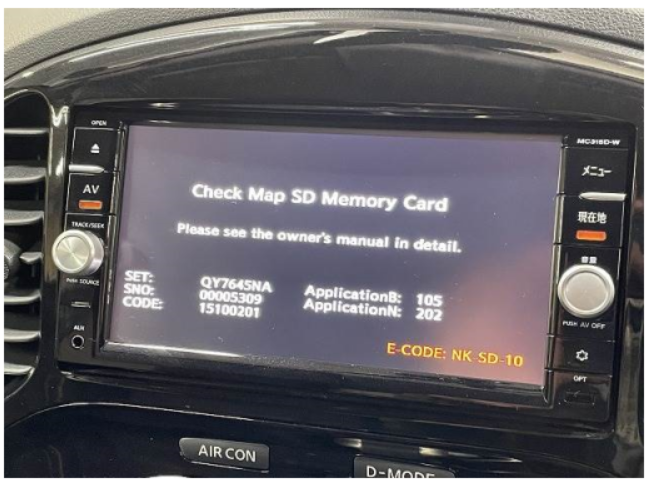 OPEN
MC315D-W
メニュー
AV
現在地
TRACK/SEEK
音量
PUSH SOURCE
PUSH AV OFF
AUX
OPT
Check Map SD Memory Card
Please see the owner's manual in detail.
SET: QY7645NA
SNO: 00005309 ApplicationB: 105
CODE: 15100201 ApplicationN: 202
E-CODE: NK SD-10
AIR CON
D-MODE